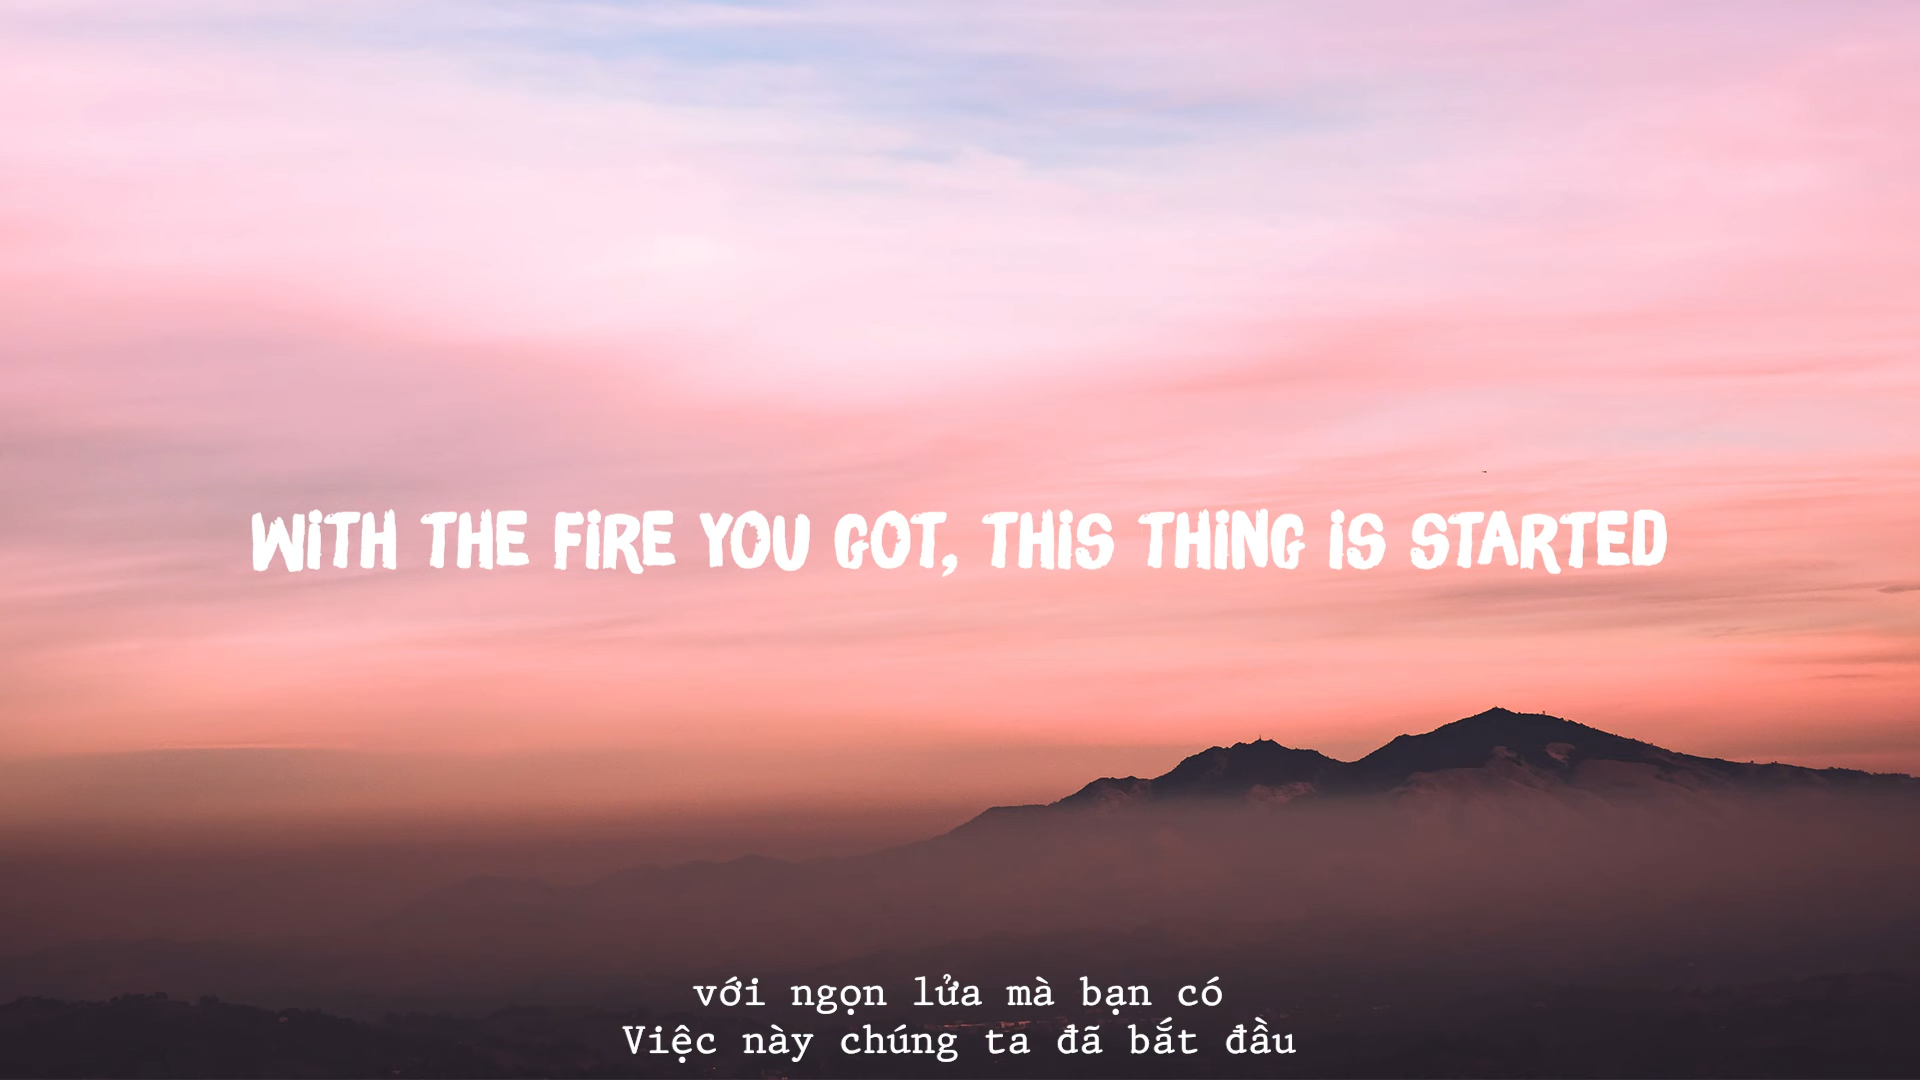 WITH THE FIRE YOU GOT, THIS THING IS STARTED
với ngọn lửa mà bạn có
Việc này chúng ta đã bắt đầu